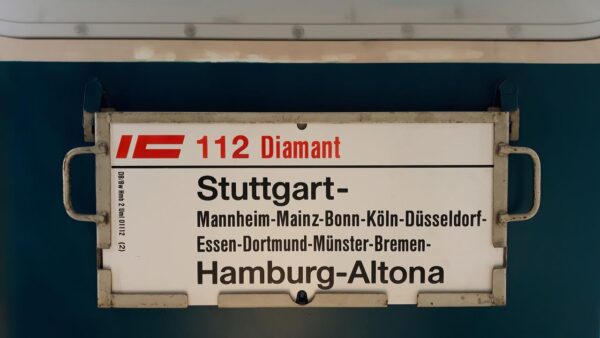 IC 112 Diamant
Stuttgart-
Mannheim-Mainz-Bonn-Köln-Düsseldorf-
Essen-Dortmund-Münster-Bremen-
Hamburg-Altona